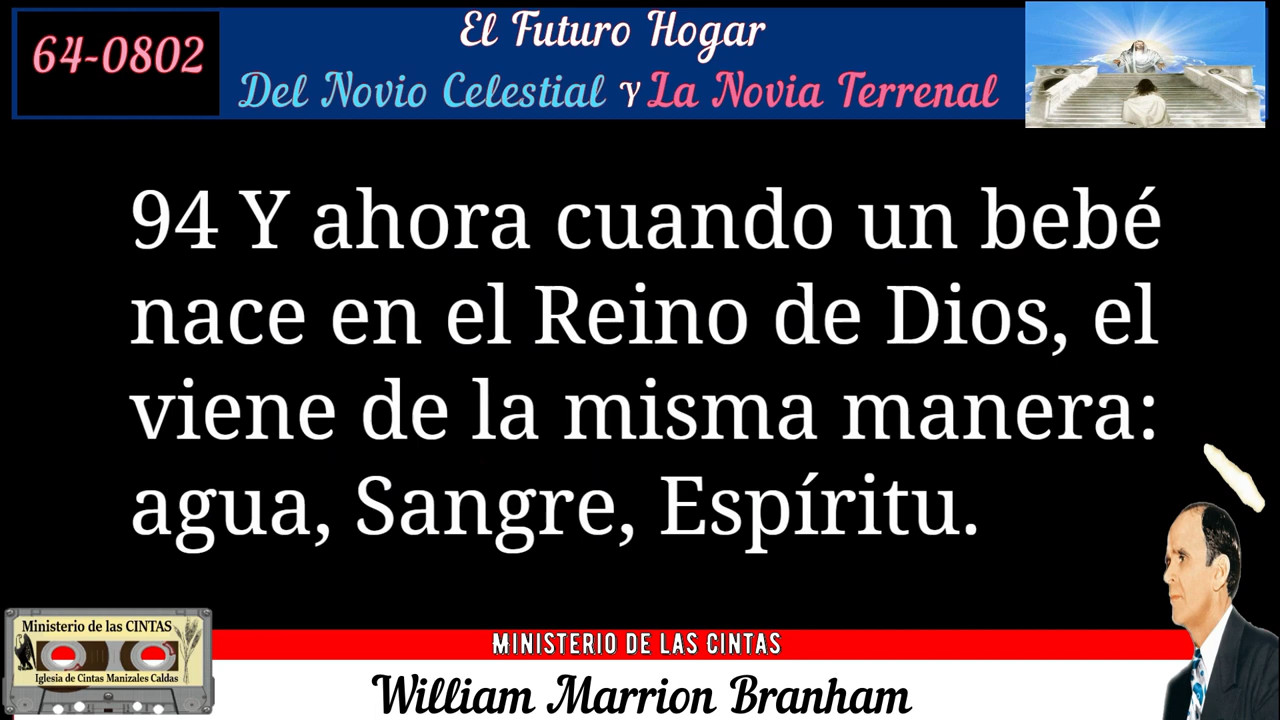 64-0802
El Futuro Hogar
Del Novio Celestial Y La Novia Terrenal
94 Y ahora cuando un bebé
nace en el Reino de Dios, el
viene de la misma manera:
agua, Sangre, Espíritu.
Ministerio de las CINTAS
Iglesia de Cintas Manizales Caldas
MINISTERIO DE LAS CINTAS
William Marrion Branham